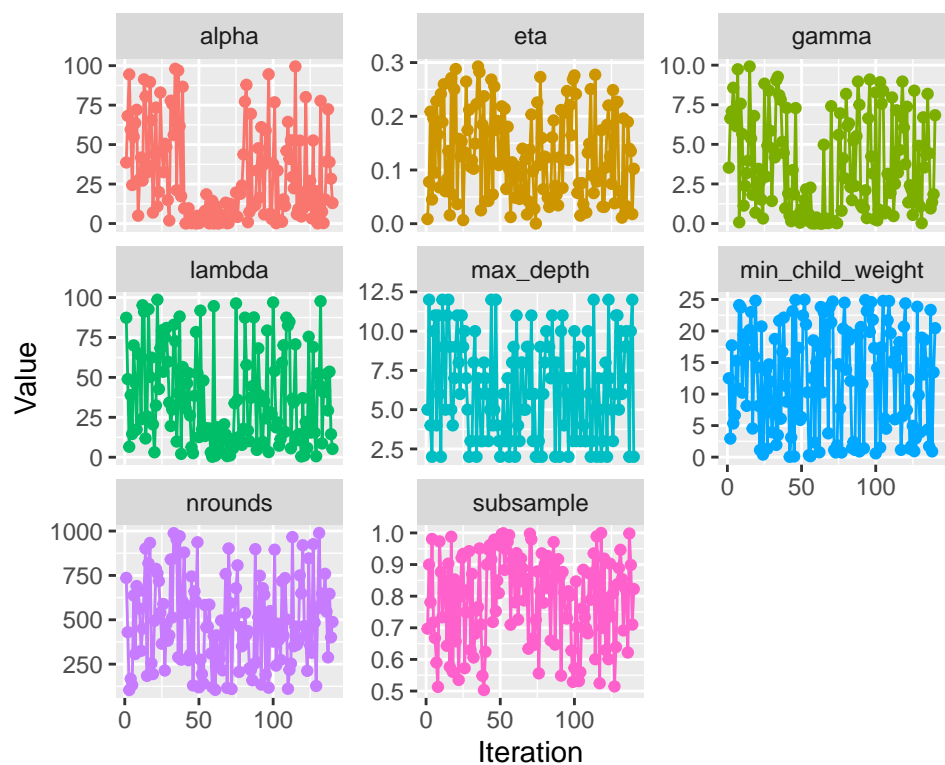 alpha eta gamma
100 75 50 25 0
0.3 0.2 0.1 0.0
10.0 7.5 5.0 2.5 0.0
lambda max_depth min_child_weight
100 75 50 25 0
12.5 10.0 7.5 5.0 2.5
25 20 15 10 5 0
0 50 100
nrounds subsample
1000 750 500 250
1.0 0.9 0.8 0.7 0.6 0.5
0 50 100
0 50 100
Value
Iteration